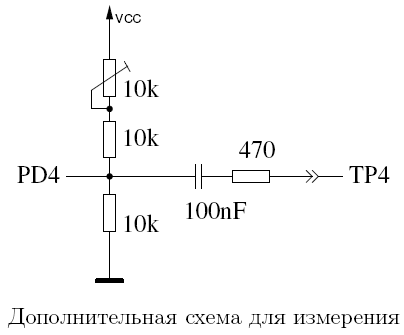 vcc
10k
10k
470
PD4
TP4
10k
100nF
Дополнительная схема для измерения